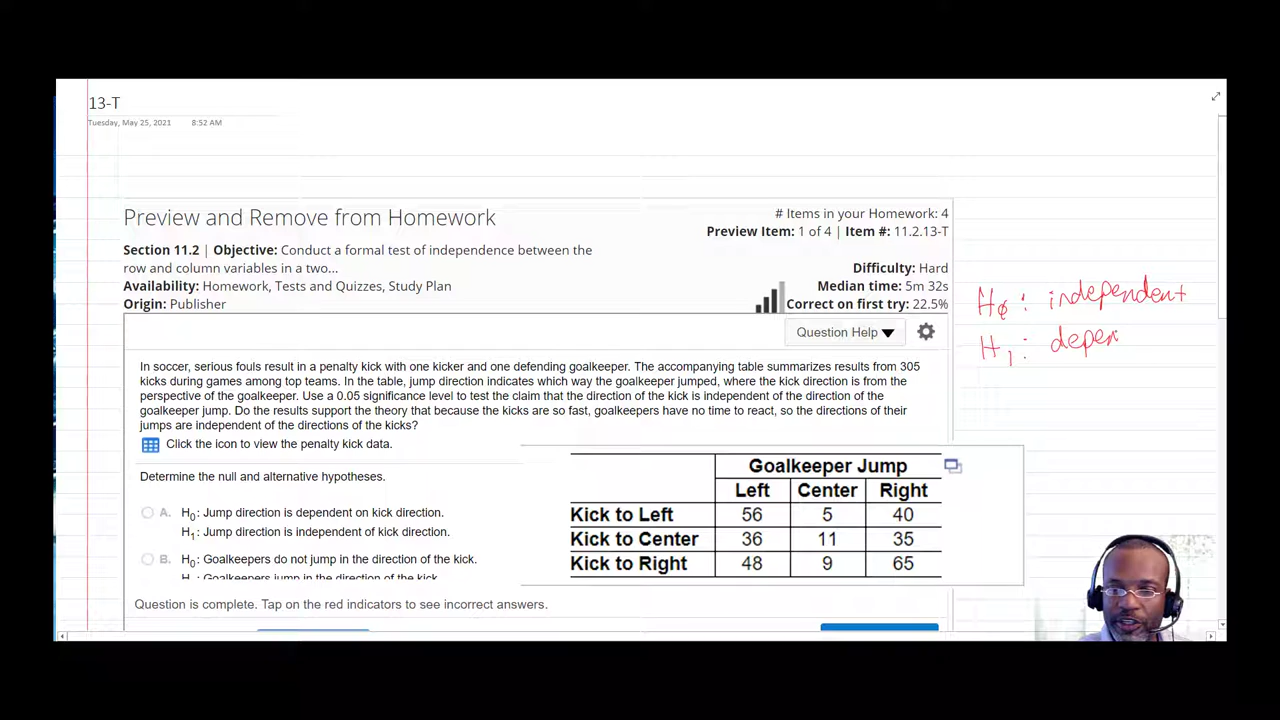 13-T
Tuesday, May 25, 2021 8:52 AM
Preview and Remove from Homework
# Items in your Homework: 4
Preview Item: 1 of 4 | Item #: 11.2.13-T
Section 11.2 | Objective: Conduct a formal test of independence between the
row and column variables in a two...
Availability: Homework, Tests and Quizzes, Study Plan
Origin: Publisher
Difficulty: Hard
Median time: 5m 32s
Correct on first try: 22.5%
H0: independent
H1: depen
Question Help
In soccer, serious fouls result in a penalty kick with one kicker and one defending goalkeeper. The accompanying table summarizes results from 305
kicks during games among top teams. In the table, jump direction indicates which way the goalkeeper jumped, where the kick direction is from the
perspective of the goalkeeper. Use a 0.05 significance level to test the claim that the direction of the kick is independent of the direction of the
goalkeeper jump. Do the results support the theory that because the kicks are so fast, goalkeepers have no time to react, so the directions of their
jumps are independent of the directions of the kicks?
Click the icon to view the penalty kick data.
Determine the null and alternative hypotheses.
A. H0: Jump direction is dependent on kick direction.
H1: Jump direction is independent of kick direction.
B. H0: Goalkeepers do not jump in the direction of the kick.
H Goalkeepers jump in the direction of the kick
Goalkeeper Jump
Left Center Right
Kick to Left 56 5 40
Kick to Center 36 11 35
Kick to Right 48 9 65
Question is complete. Tap on the red indicators to see incorrect answers.